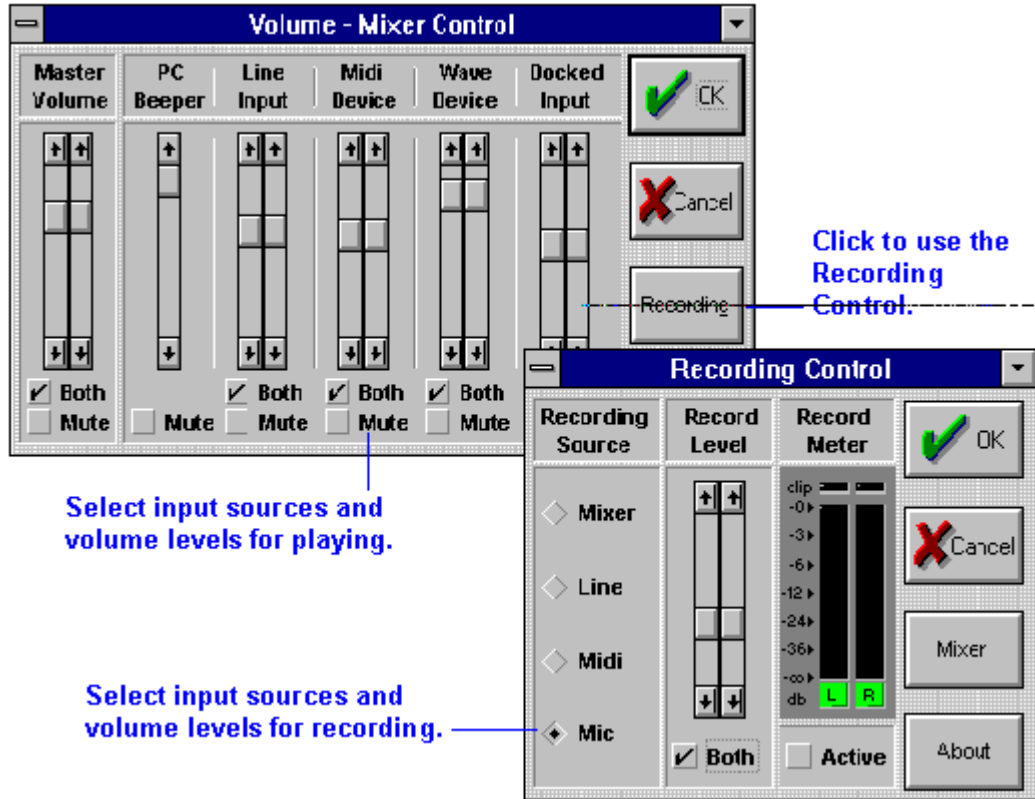 Volume - Mixer Control
Master Volume
PC Beeper
Line Input
Midi Device
Wave Device
Docked Input
OK
Cancel
Recording
Both
Mute
Mute
Both
Mute
Both
Mute
Both
Mute
Click to use the
Recording
Control.
Select input sources and
volume levels for playing.
Recording Control
Recording Source
Record Level
Record Meter
Mixer
Line
Midi
Mic
Both
clip
-0
-3
-6
-12
-24
-36
-∞
db
L
R
Active
OK
Cancel
Mixer
About
Select input sources and
volume levels for recording.